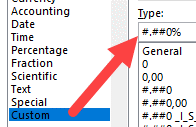 Currency
Accounting
Date
Time
Percentage
Fraction
Scientific
Text
Special
Custom
Type:
#.##0%
General
0
0,00
#.##0
#.##0,00
#.##0_-